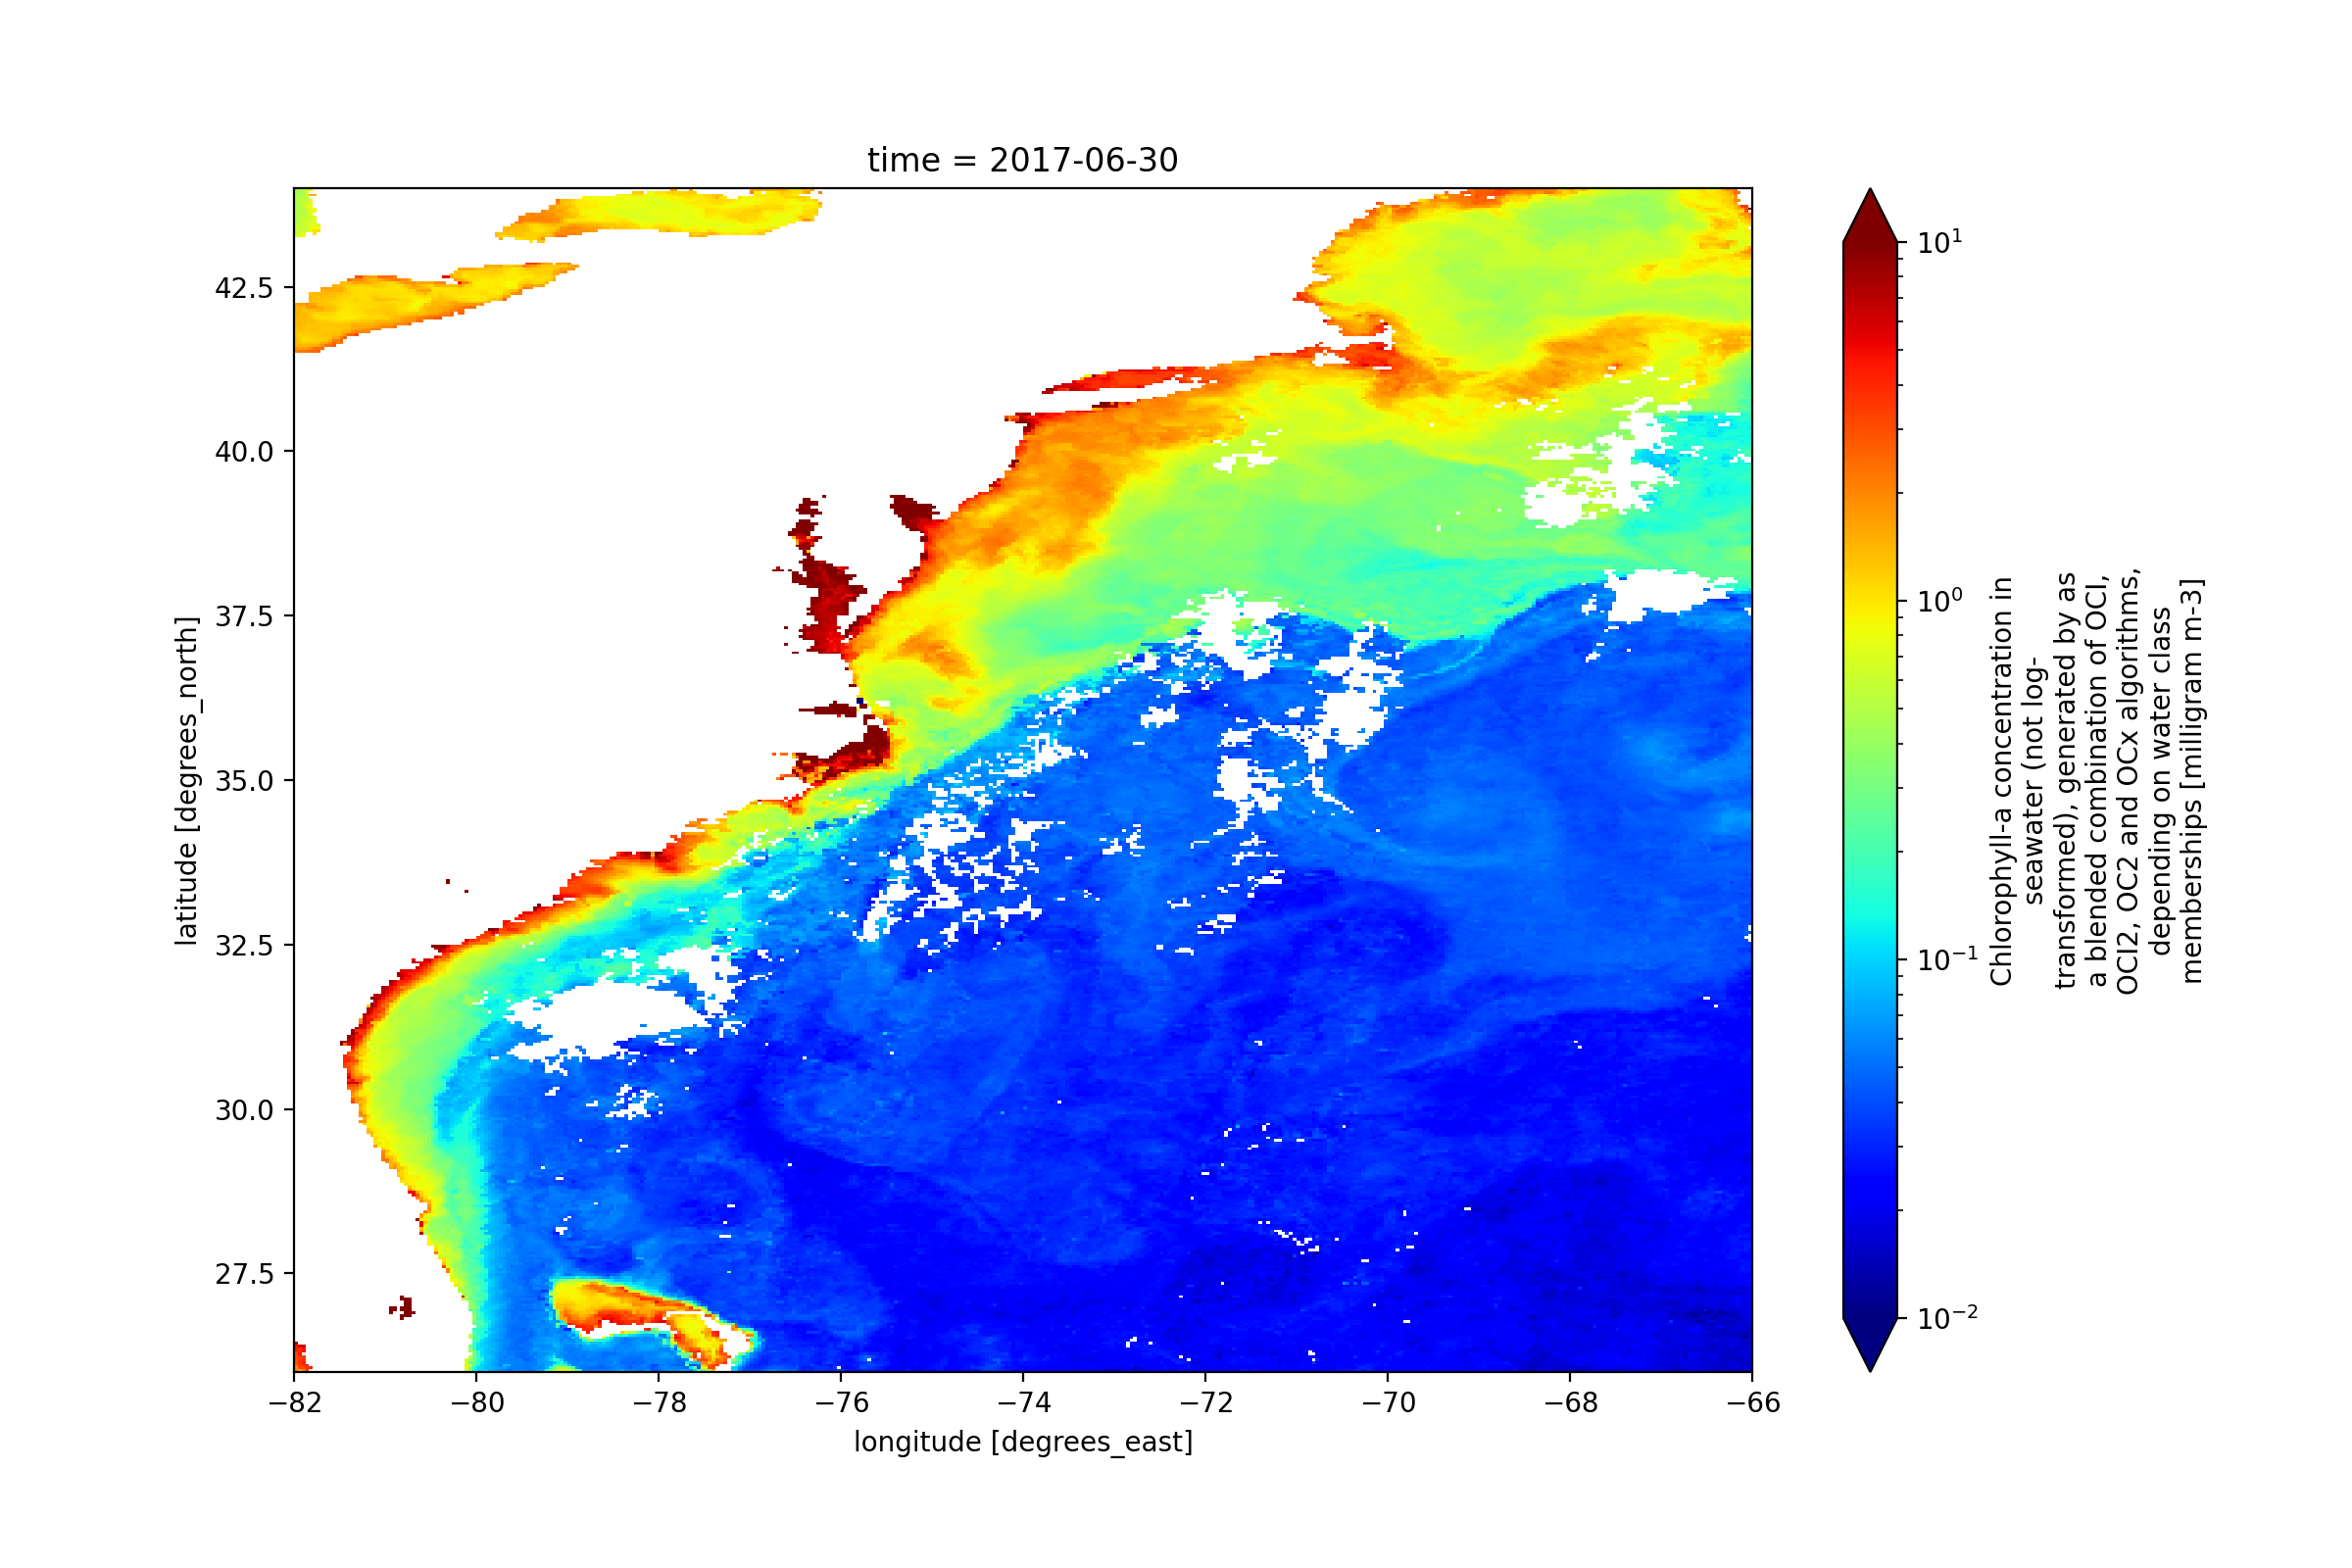 time = 2017-06-30
42.5
40.0
37.5
35.0
32.5
30.0
27.5
latitude [degrees_north]
−82
−80
−78
−76
−74
−72
−70
−68
−66
longitude [degrees_east]
10¹
10⁰
10⁻¹
10⁻²
Chlorophyll-a concentration in
seawater (not log-
transformed), generated by as
a blended combination of OCI,
OCI2, OC2 and OCx algorithms,
depending on water class
memberships [milligram m-3]